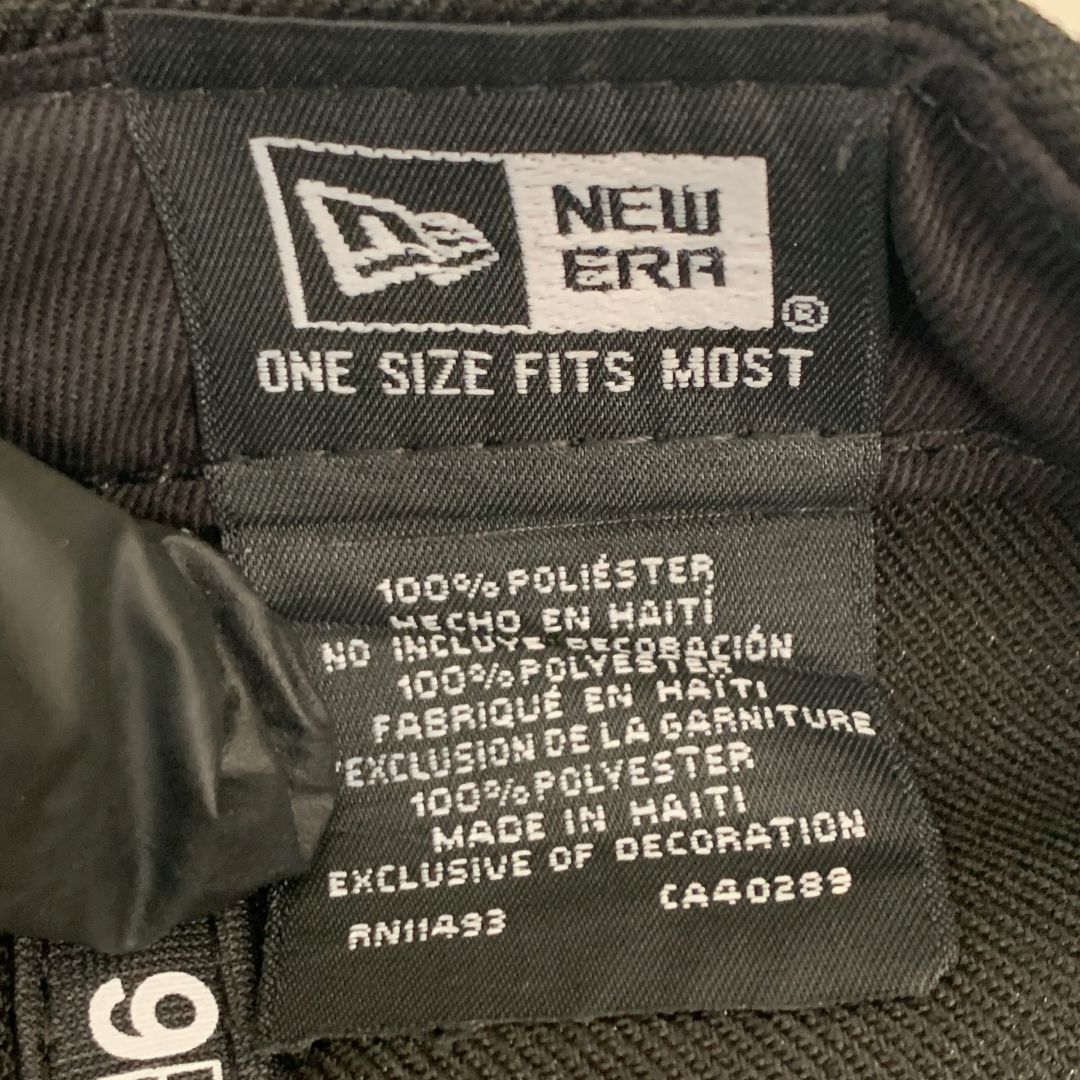 NEW
ERA
®
ONE SIZE FITS MOST
100% POLIÉSTER
HECHO EN HAITÍ
NO INCLUYE DECORACIÓN
100% POLYESTER
FABRIQUÉ EN HAÏTI
EXCLUSION DE LA GARNITURE
100% POLYESTER
MADE IN HAITI
EXCLUSIVE OF DECORATION
RN11493 CA40289
9